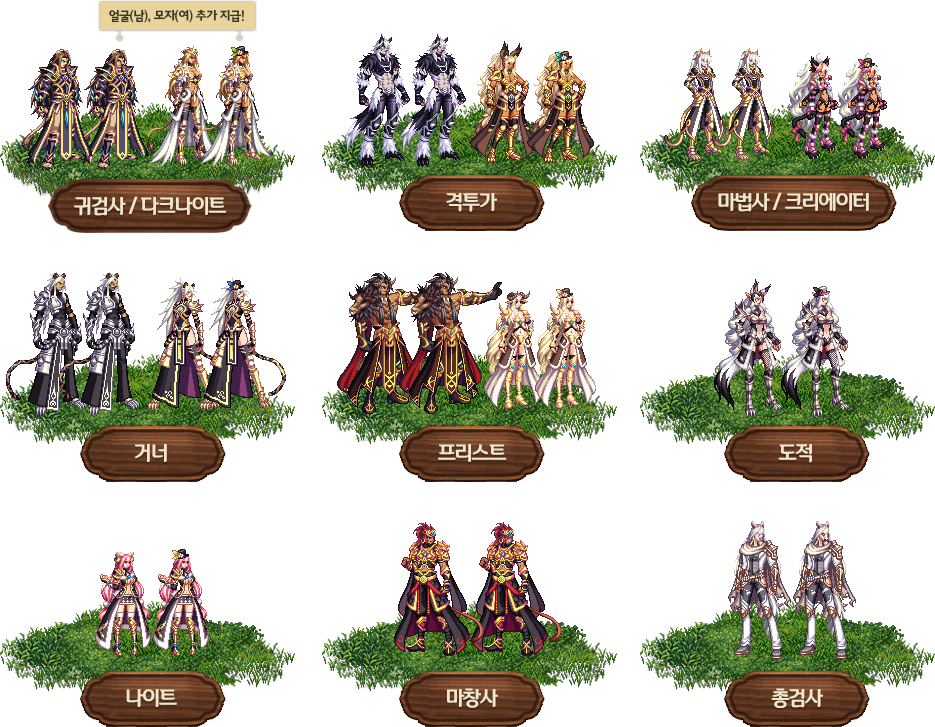 얼굴(남), 모자(여) 추가 지급!
귀검사 / 다크나이트
격투가
마법사 / 크리에이터
거너
프리스트
도적
나이트
마창사
총검사